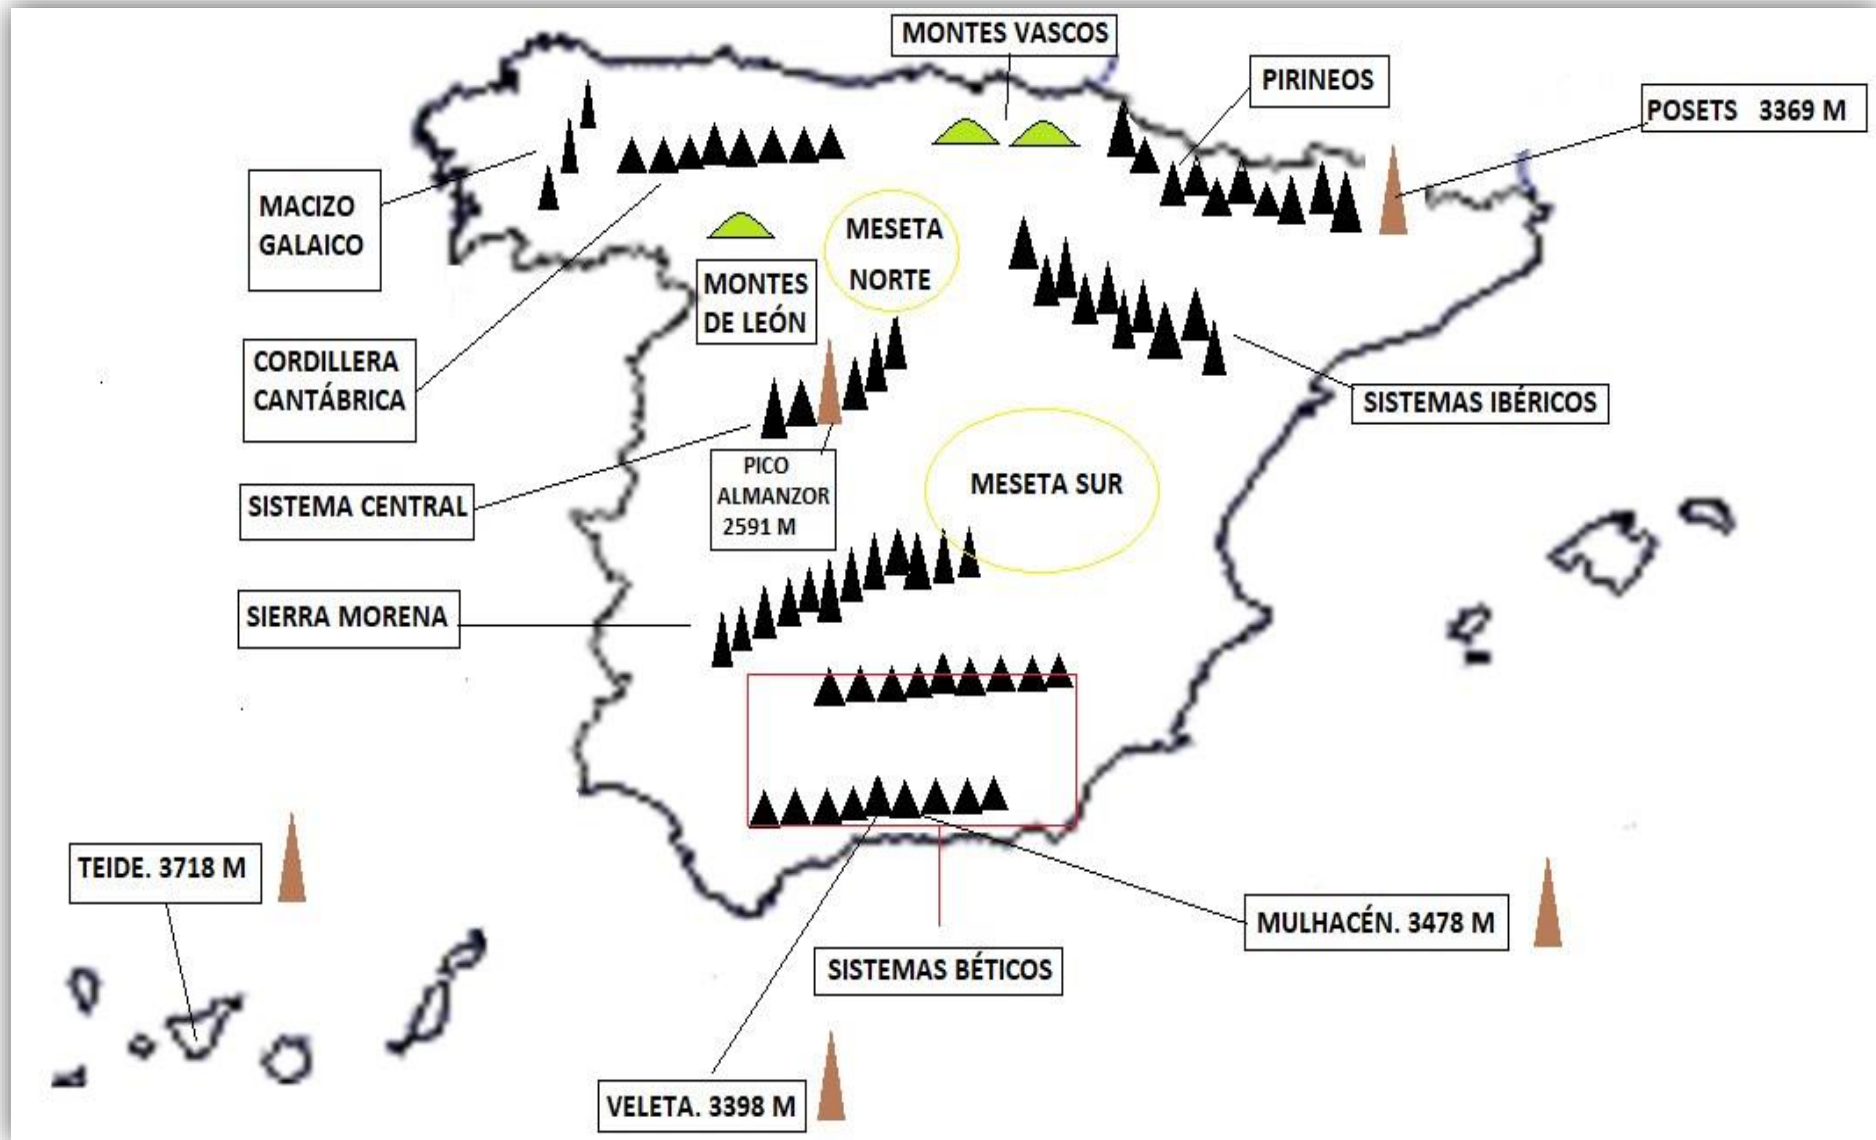 MONTES VASCOS
PIRINEOS
POSETS 3369 M
MACIZO
GALAICO
MESETA
NORTE
MONTES
DE LEÓN
CORDILLERA
CANTÁBRICA
SISTEMAS IBÉRICOS
PICO
ALMANZOR
2591 M
MESETA SUR
SISTEMA CENTRAL
SIERRA MORENA
TEIDE. 3718 M
MULHACÉN. 3478 M
SISTEMAS BÉTICOS
VELETA. 3398 M